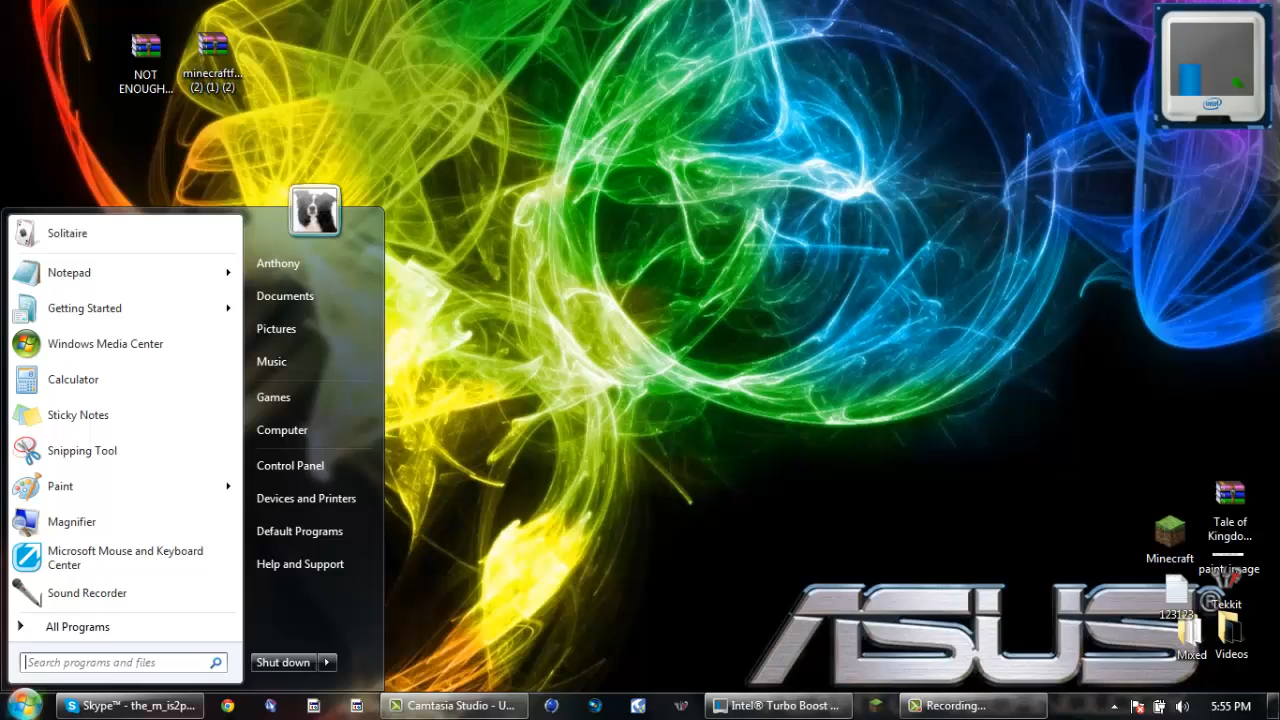 NOT
ENOUGH...
minecraftf...
(2) (1) (2)
intel
Solitaire
Notepad
Getting Started
Windows Media Center
Calculator
Sticky Notes
Snipping Tool
Paint
Magnifier
Microsoft Mouse and Keyboard
Center
Sound Recorder
All Programs
Search programs and files
Anthony
Documents
Pictures
Music
Games
Computer
Control Panel
Devices and Printers
Default Programs
Help and Support
Shut down
Minecraft
Tale of
Kingdo...
paint image
123123
Tekkit
Mixed
Videos
ASUS®
Skype™ - the_m_is2p...
Camtasia Studio - U...
Intel® Turbo Boost ...
Recording...
5:55 PM